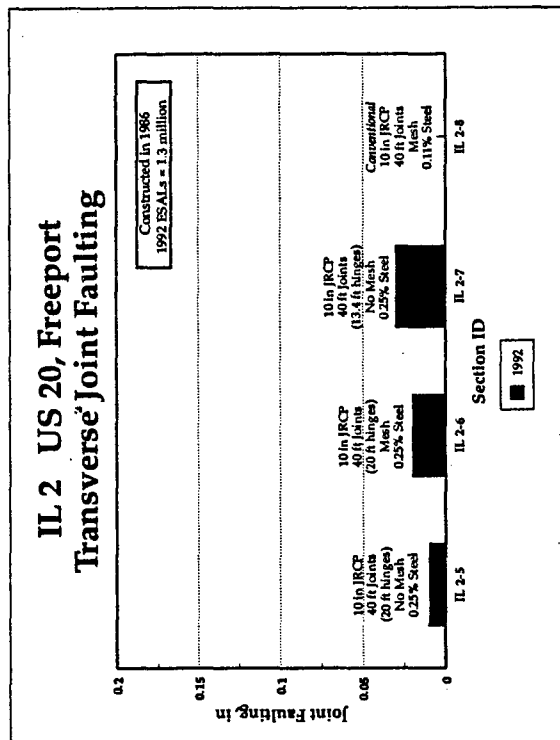 IL 2 US 20, Freeport
Transverse Joint Faulting
Constructed in 1986
1992 ESALs = 1.3 million
Joint Faulting, in
0.2
0.15
0.1
0.05
0
10 in JRCP
40 ft Joints
(20 ft hinges)
No Mesh
0.25% Steel
10 in JRCP
40 ft Joints
(20 ft hinges)
Mesh
0.25% Steel
10 in JRCP
40 ft Joints
(13.4 ft hinges)
No Mesh
0.25% Steel
Conventional
10 in JRCP
40 ft Joints
Mesh
0.11% Steel
IL 2-5
IL 2-6
IL 2-7
IL 2-8
Section ID
1992